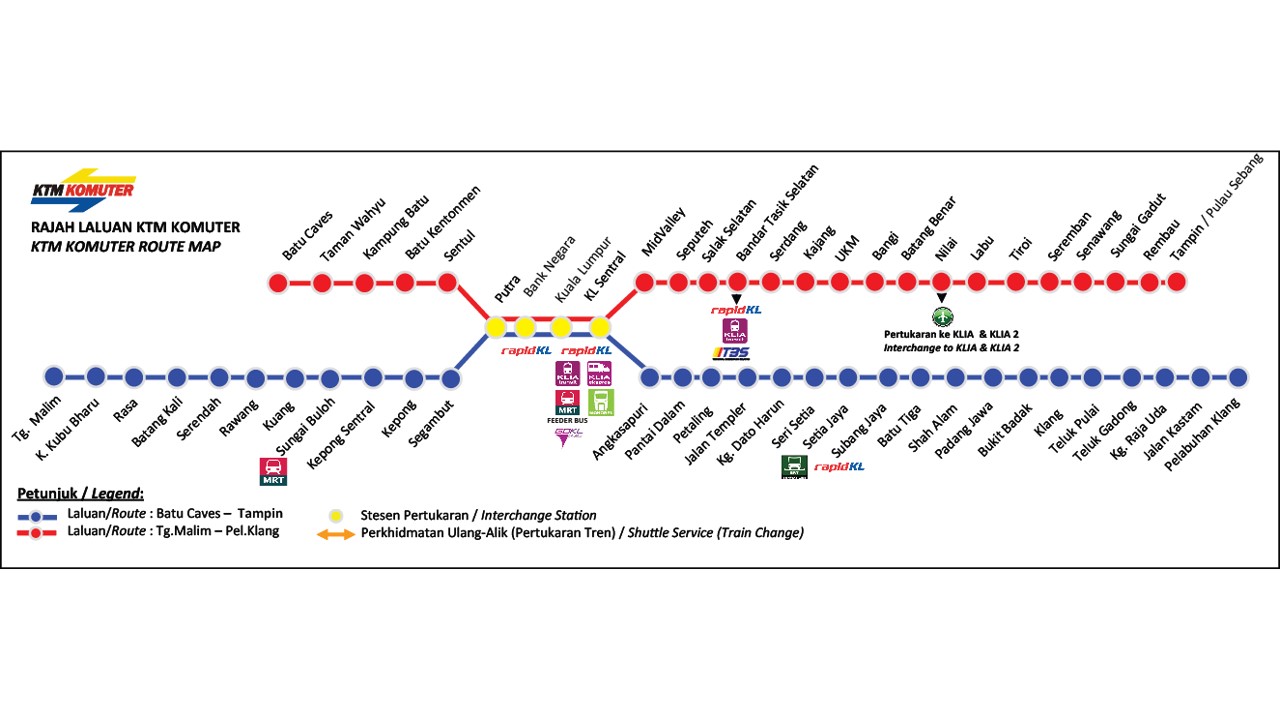 KTM KOMUTER
RAJAH LALUAN KTM KOMUTER
KTM KOMUTER ROUTE MAP
Batu Caves
Taman Wahyu
Kampung Batu
Batu Kentonmen
Sentul
Putra
Bank Negara
Kuala Lumpur
KL Sentral
MidValley
Seputeh
Salak Selatan
Bandar Tasik Selatan
Serdang
Kajang
UKM
Bangi
Batang Benar
Nilai
Labu
Tiroi
Seremban
Senawang
Sungai Gadut
Rembau
Tampin / Pulau Sebang
rapidKL
KLIA
transit
TBS
Pertukaran ke KLIA & KLIA 2
Interchange to KLIA & KLIA 2
rapidKL
rapidKL
KLIA
transit
KLIA
ekspres
MRT
FEEDER BUS
GOKL
Tg. Malim
K. Kubu Bharu
Rasa
Batang Kali
Serendah
Rawang
Kuang
Sungai Buloh
Kepong Sentral
Kepong
Segambut
Angkasapuri
Pantai Dalam
Petaling
Jalan Templer
Kg. Dato Harun
Seri Setia
Setia Jaya
Subang Jaya
Batu Tiga
Shah Alam
Padang Jawa
Bukit Badak
Klang
Teluk Pulai
Teluk Gadong
Kg. Raja Uda
Jalan Kastam
Pelabuhan Klang
MRT
BRT
rapidKL
Petunjuk / Legend:
Laluan/Route : Batu Caves – Tampin
Laluan/Route : Tg.Malim – Pel.Klang
Stesen Pertukaran / Interchange Station
Perkhidmatan Ulang-Alik (Pertukaran Tren) / Shuttle Service (Train Change)